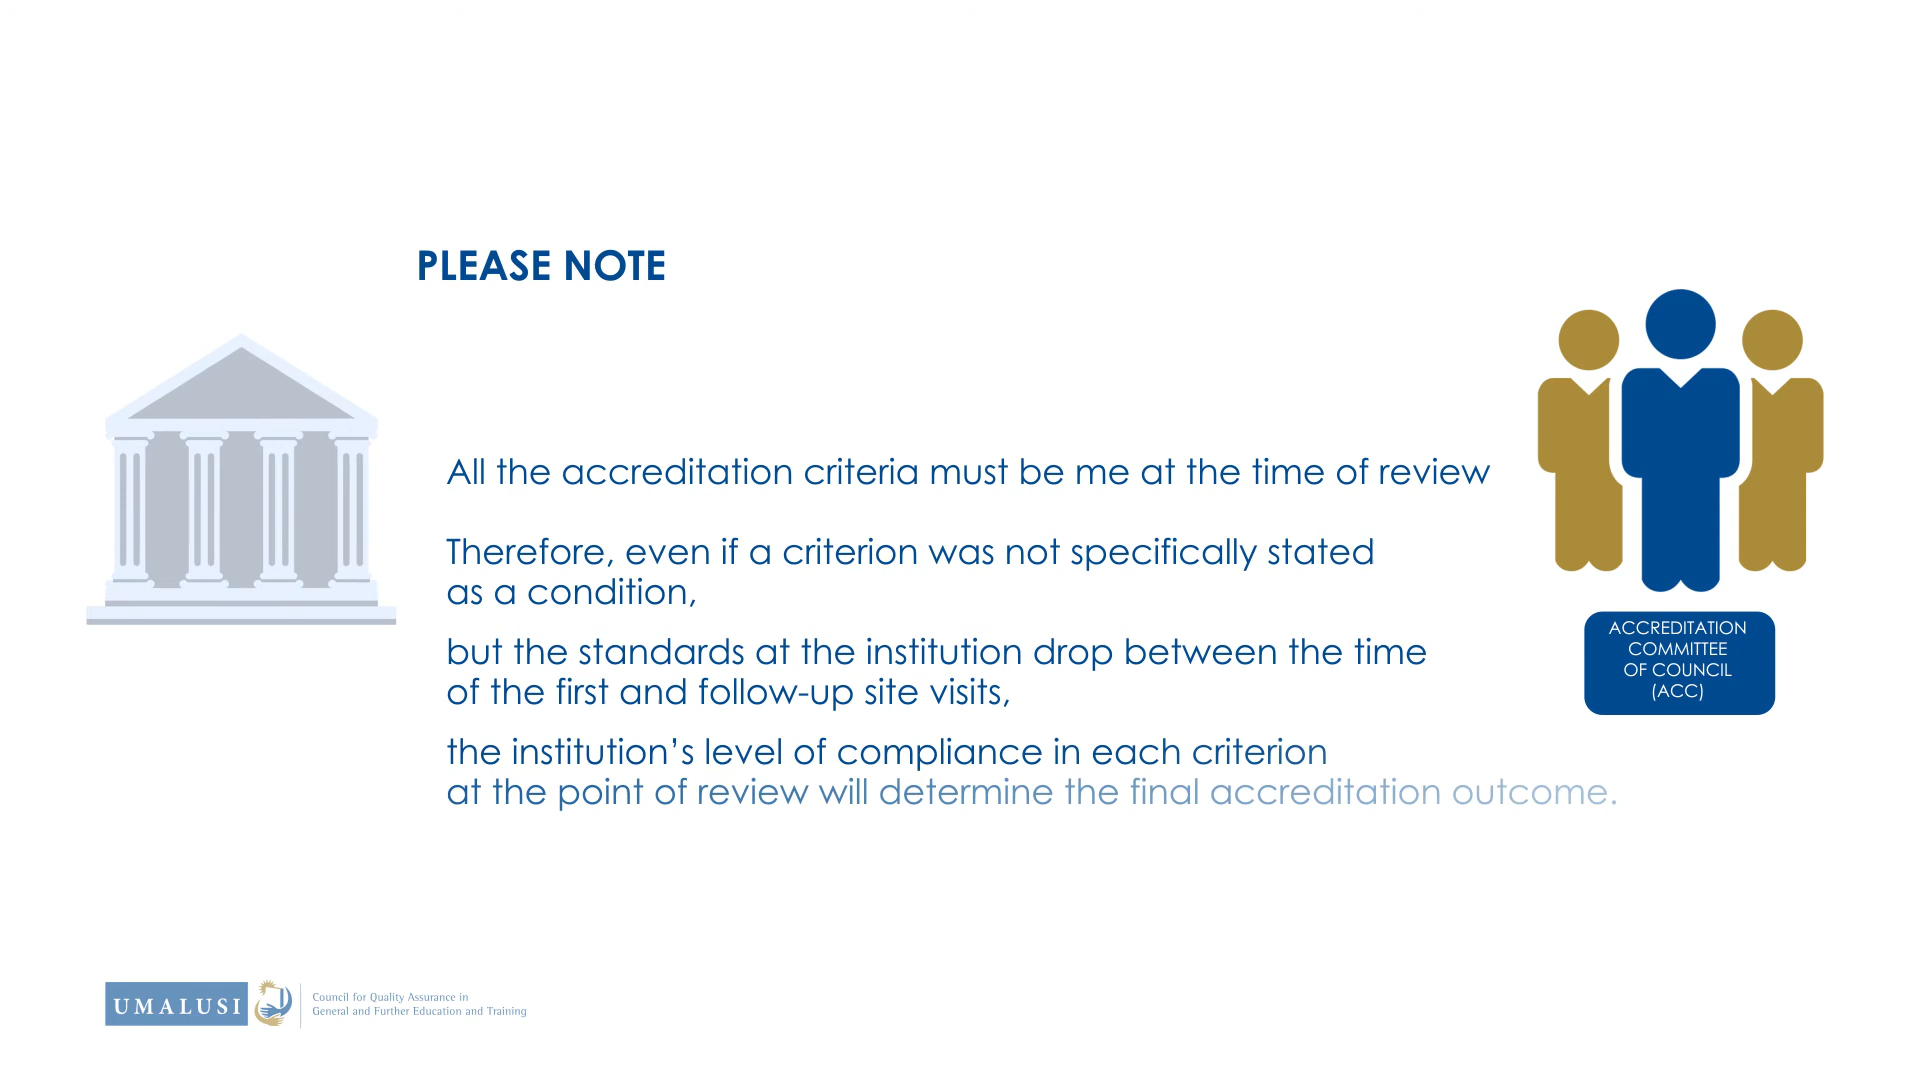 PLEASE NOTE
All the accreditation criteria must be me at the time of review
Therefore, even if a criterion was not specifically stated
as a condition,
but the standards at the institution drop between the time
of the first and follow-up site visits,
the institution’s level of compliance in each criterion
at the point of review will determine the final accreditation outcome.
ACCREDITATION
COMMITTEE
OF COUNCIL
(ACC)
UMALUSI
Council for Quality Assurance in
General and Further Education and Training